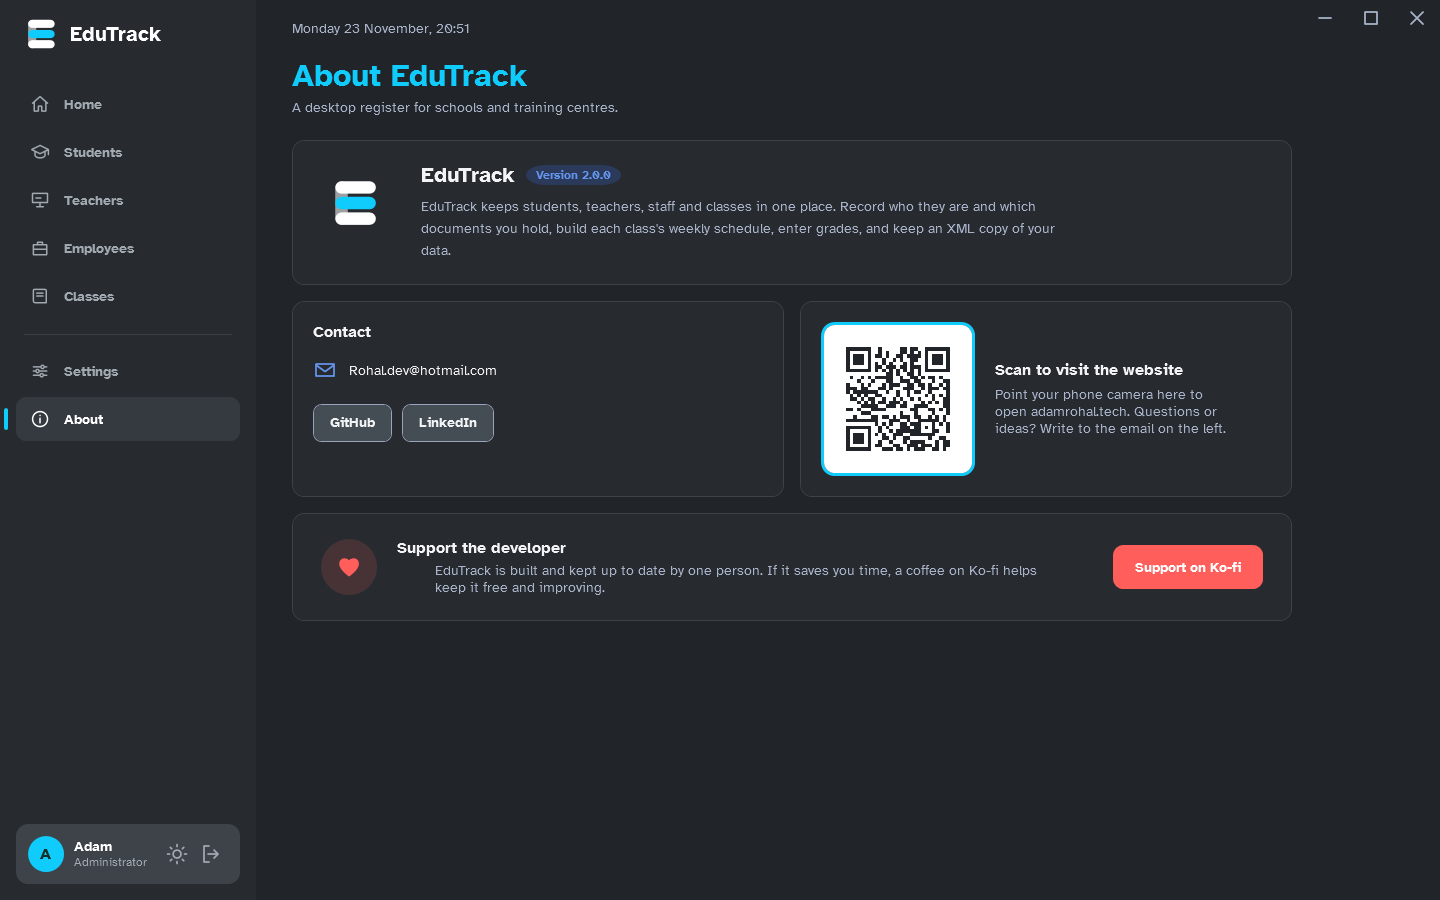 EduTrack
Home
Students
Teachers
Employees
Classes
Settings
About
A
Adam
Administrator
Monday 23 November, 20:51
About EduTrack
A desktop register for schools and training centres.
EduTrack
Version 2.0.0
EduTrack keeps students, teachers, staff and classes in one place. Record who they are and which
documents you hold, build each class's weekly schedule, enter grades, and keep an XML copy of your
data.
Contact
Rohal.dev@hotmail.com
GitHub
LinkedIn
Scan to visit the website
Point your phone camera here to
open adamrohal.tech. Questions or
ideas? Write to the email on the left.
Support the developer
EduTrack is built and kept up to date by one person. If it saves you time, a coffee on Ko-fi helps
keep it free and improving.
Support on Ko-fi